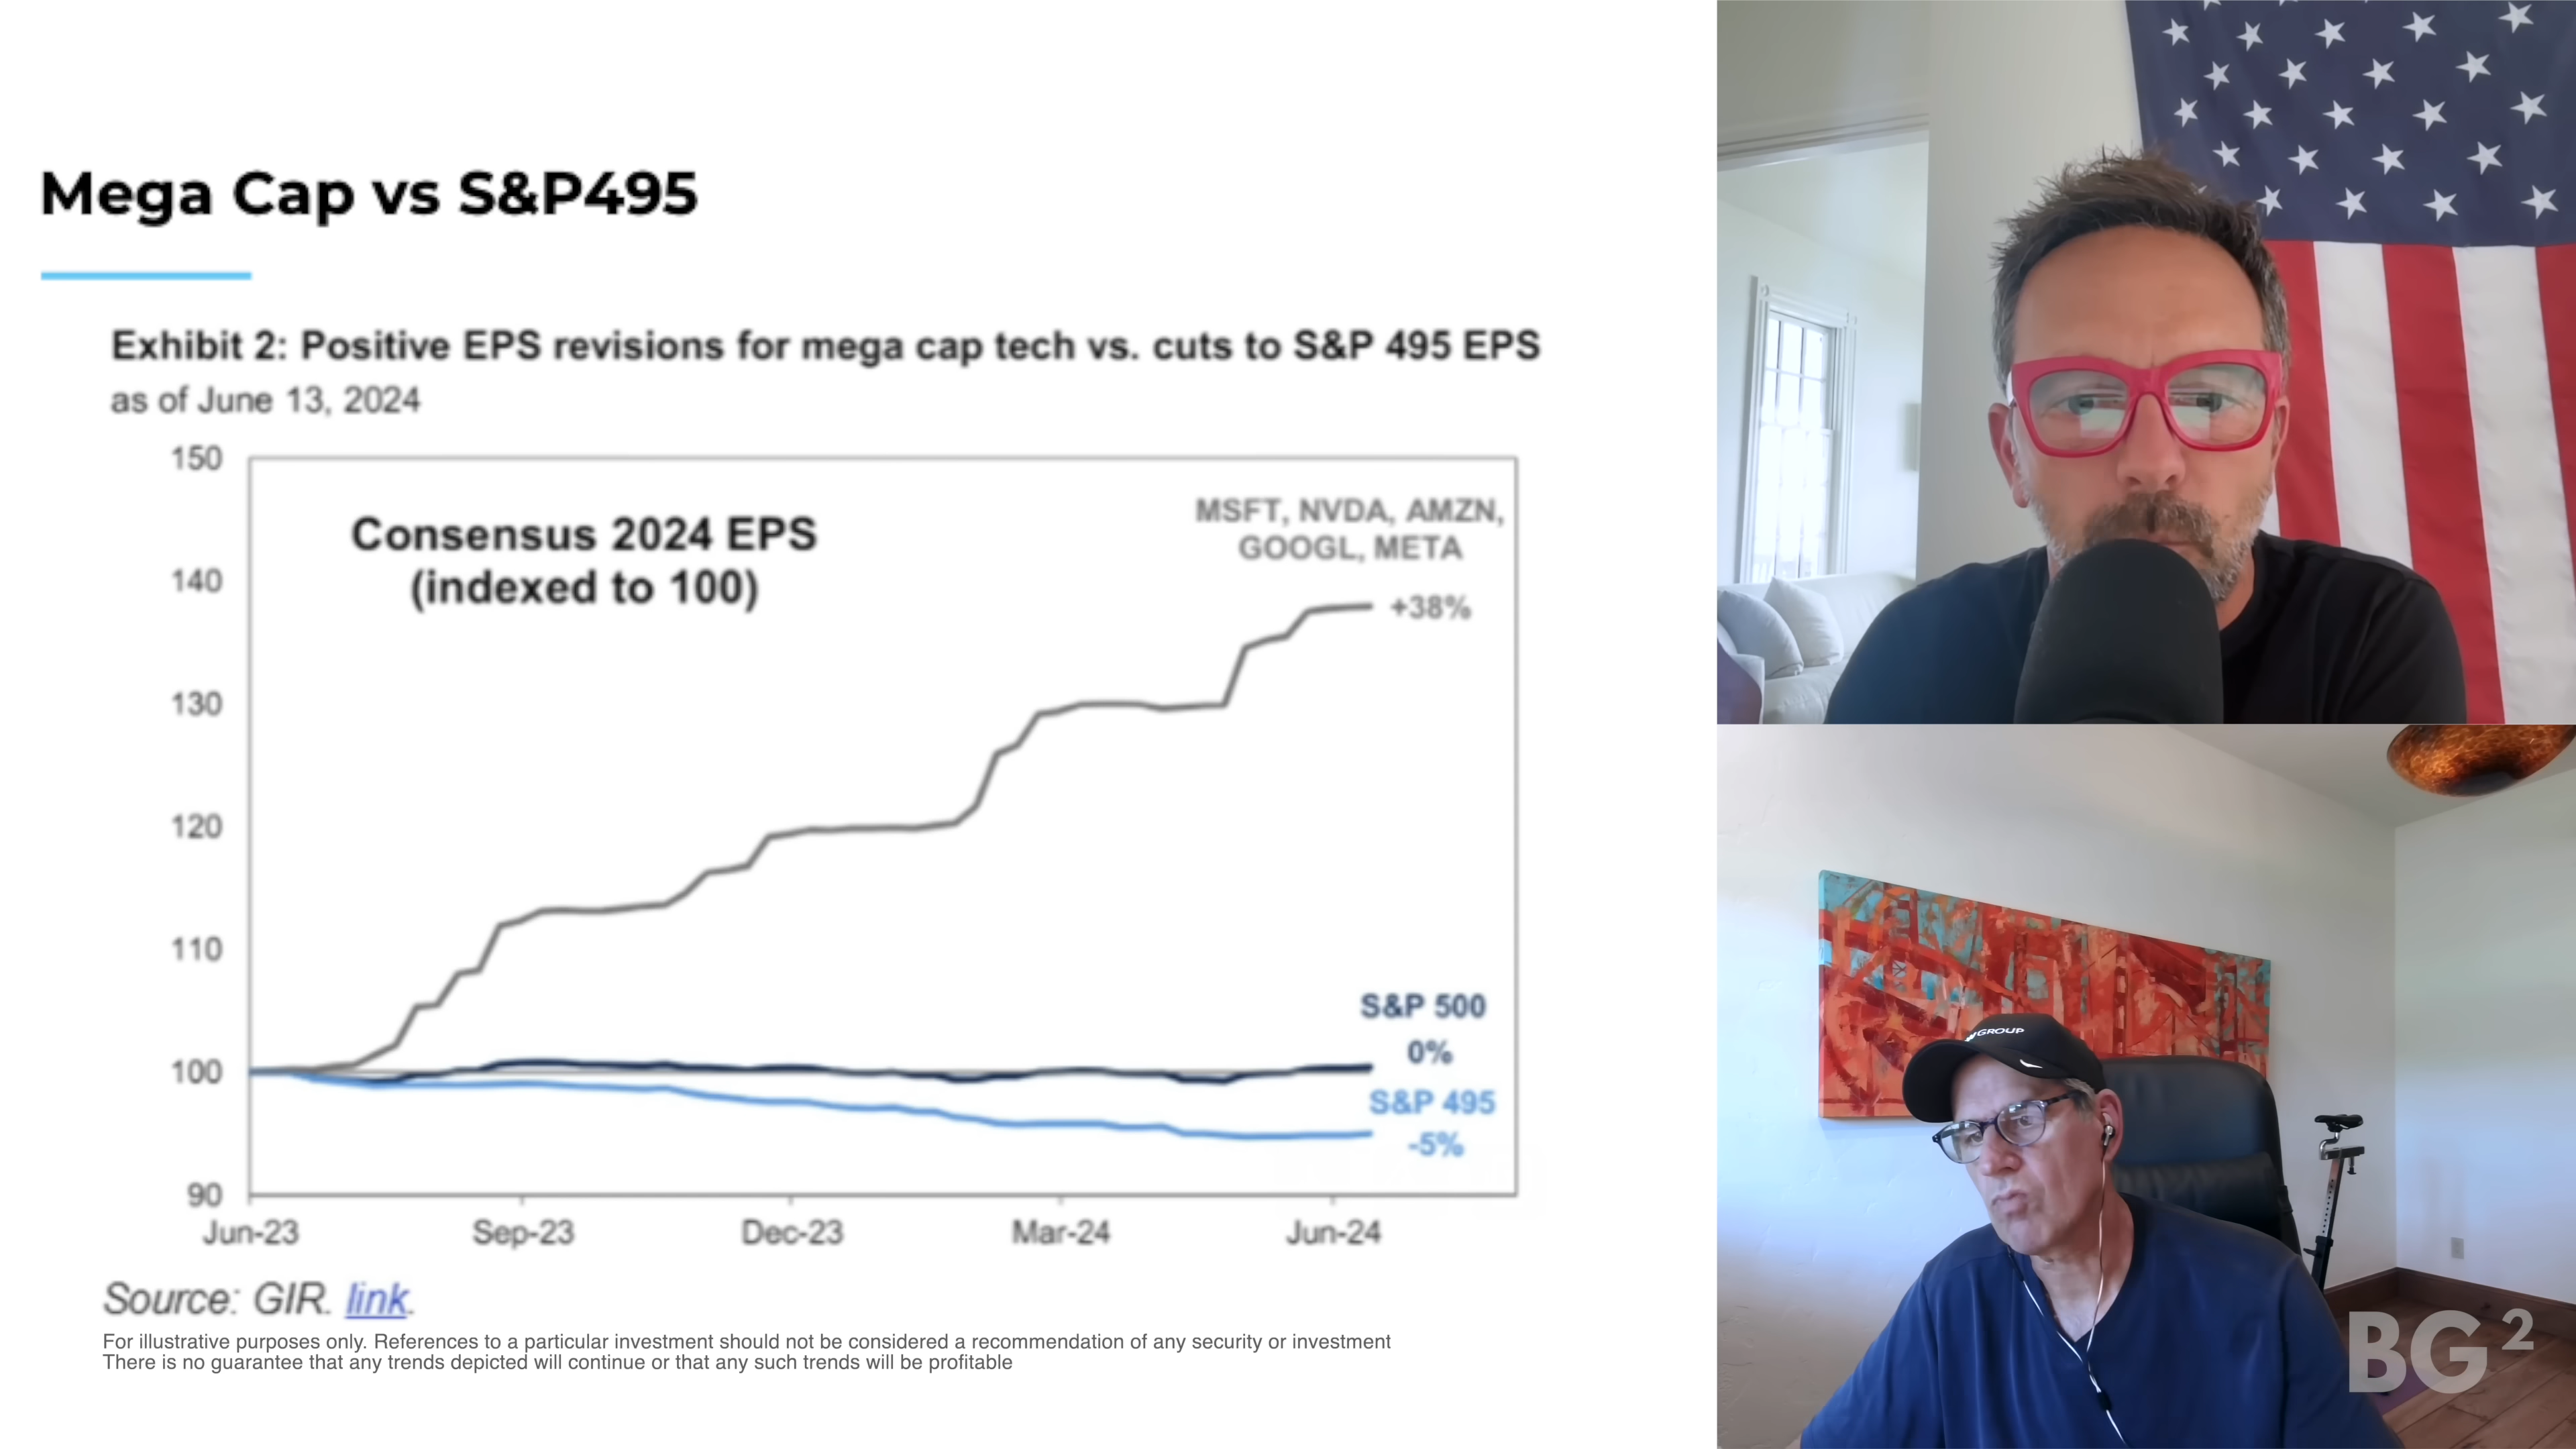 Mega Cap vs S&P495
Exhibit 2: Positive EPS revisions for mega cap tech vs. cuts to S&P 495 EPS
as of June 13, 2024
150
140
130
120
110
100
90
Consensus 2024 EPS
(indexed to 100)
MSFT, NVDA, AMZN,
GOOGL, META
+38%
S&P 500
0%
S&P 495
-5%
Jun-23 Sep-23 Dec-23 Mar-24 Jun-24
Source: GIR. link.
For illustrative purposes only. References to a particular investment should not be considered a recommendation of any security or investment
There is no guarantee that any trends depicted will continue or that any such trends will be profitable
GROUP
BG2